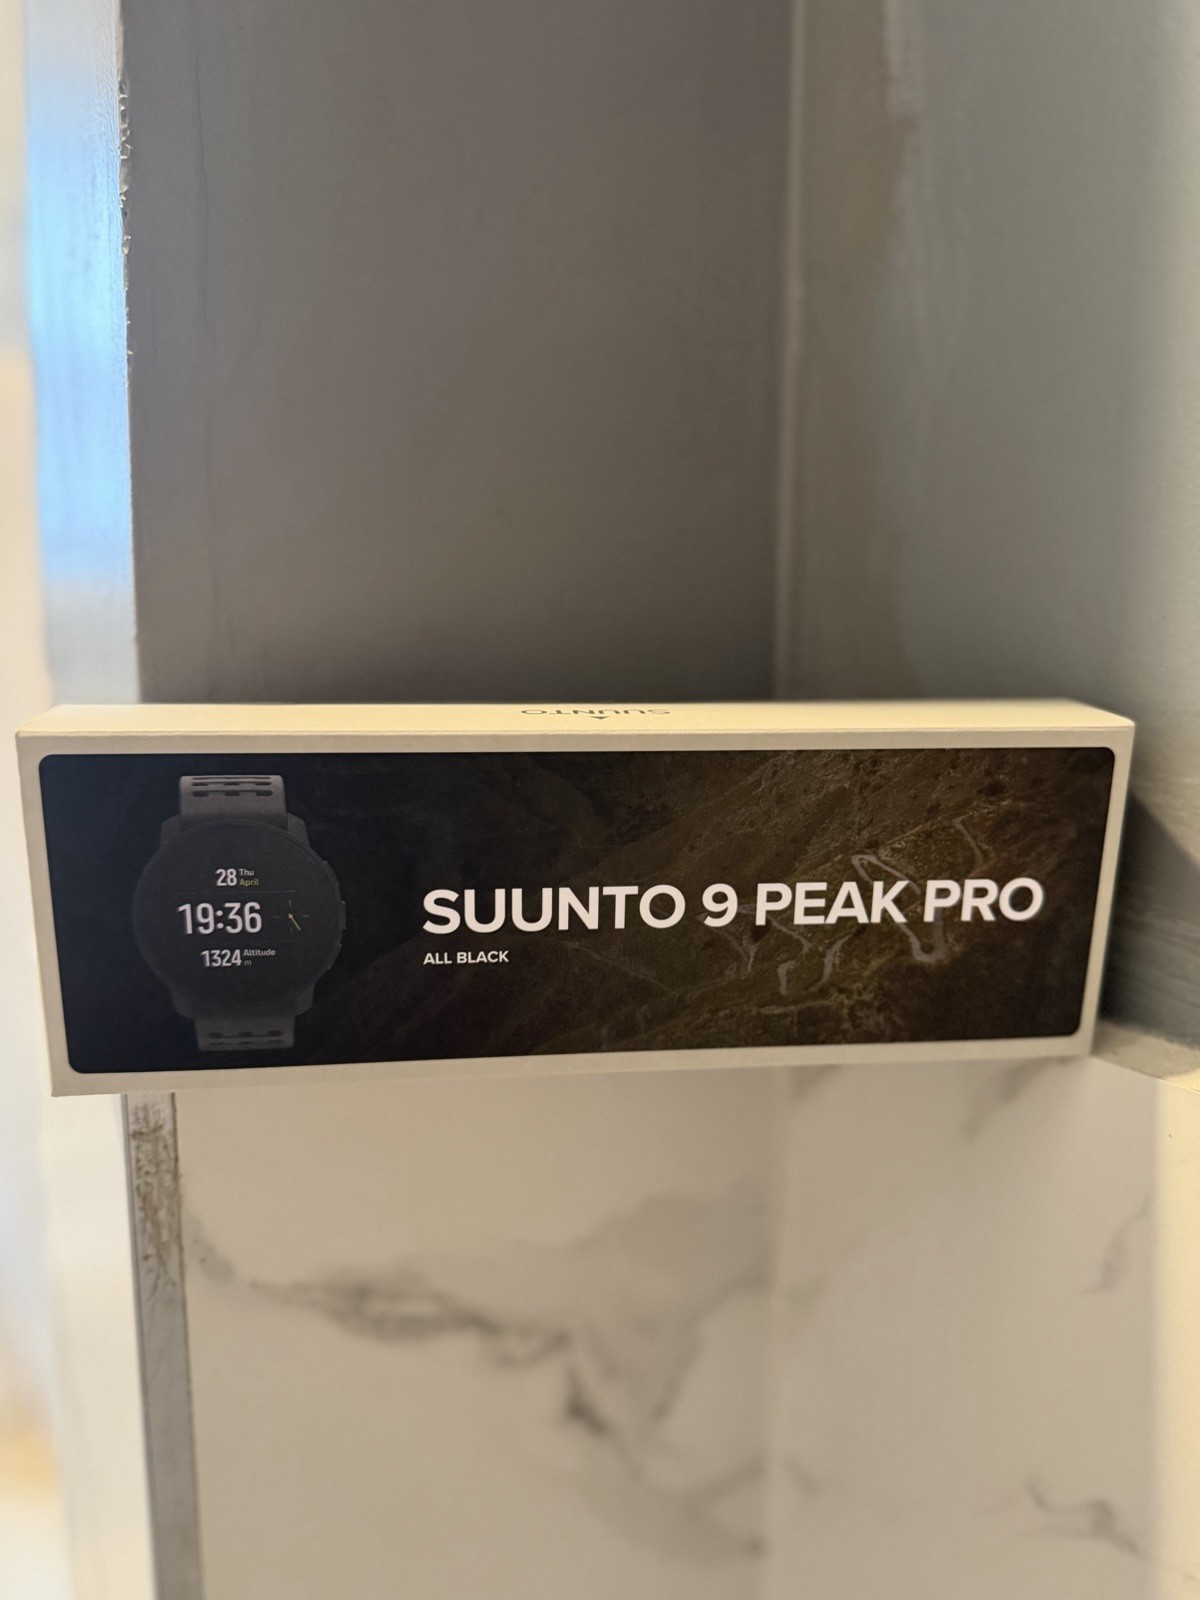 SUUNTO
28 Thu
April
19:36
1324 Altitude
m
SUUNTO 9 PEAK PRO
ALL BLACK